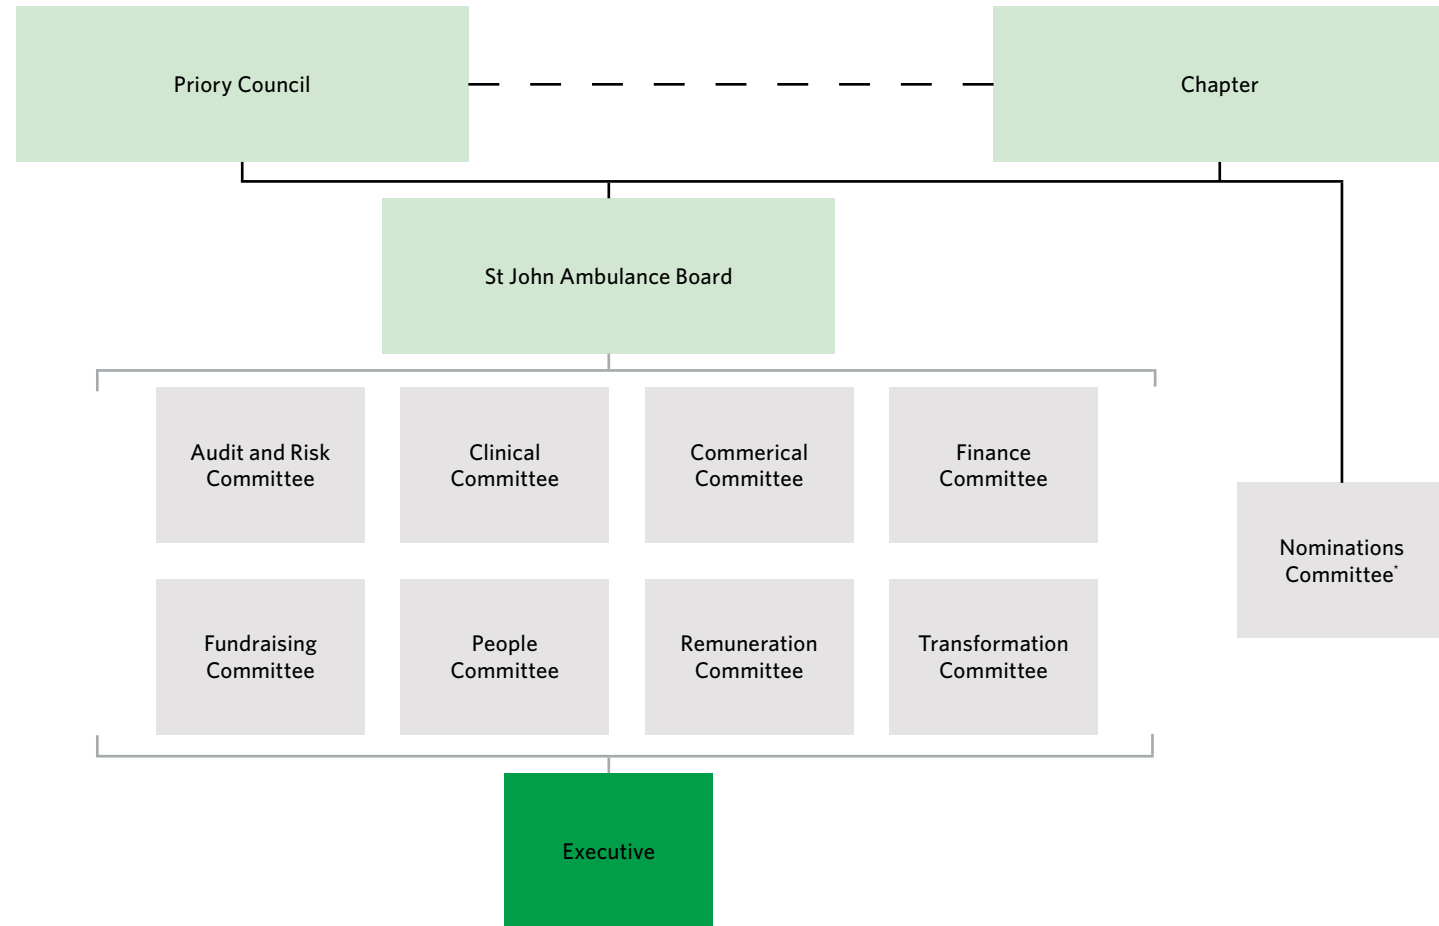 Priory Council
Chapter
St John Ambulance Board
Audit and Risk
Committee
Clinical
Committee
Commerical
Committee
Finance
Committee
Nominations
Committee*
Fundraising
Committee
People
Committee
Remuneration
Committee
Transformation
Committee
Executive